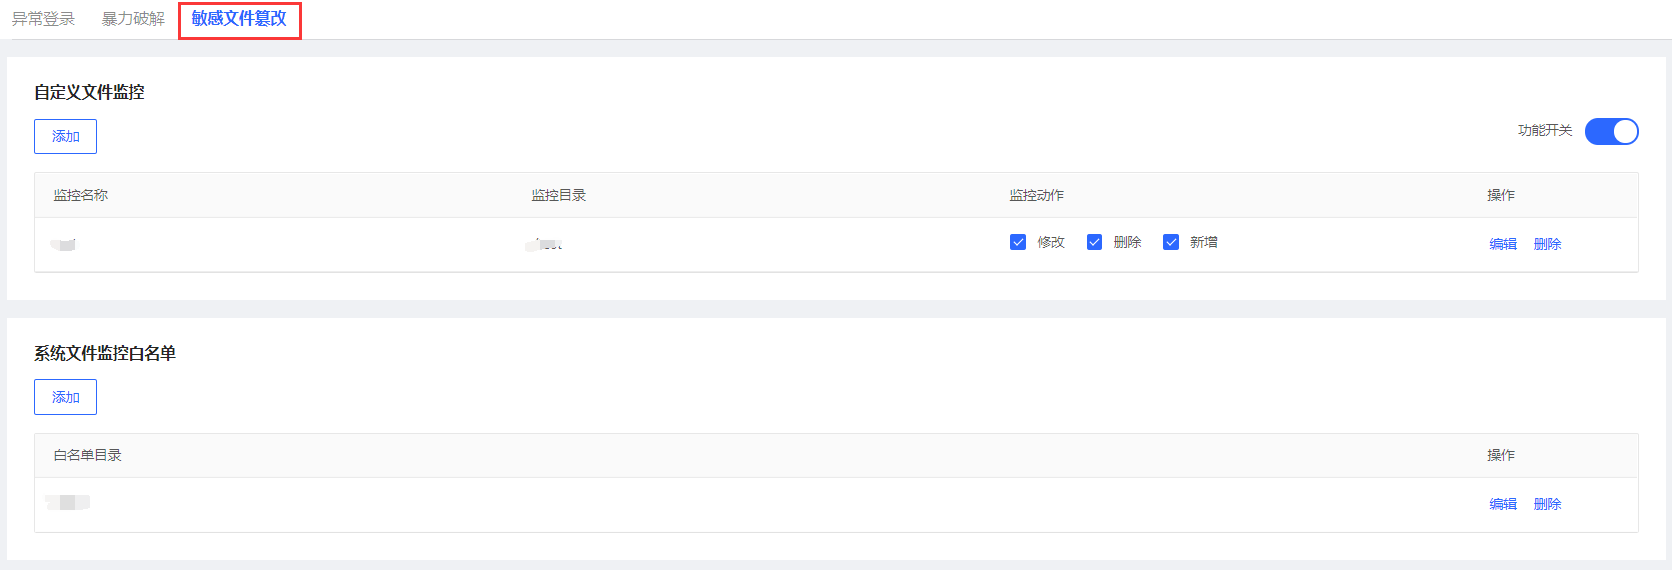 异常登录 暴力破解 敏感文件篡改
自定义文件监控
添加 功能开关
监控名称 监控目录 监控动作 操作
修改 删除 新增 编辑 删除
系统文件监控白名单
添加
白名单目录 操作
编辑 删除